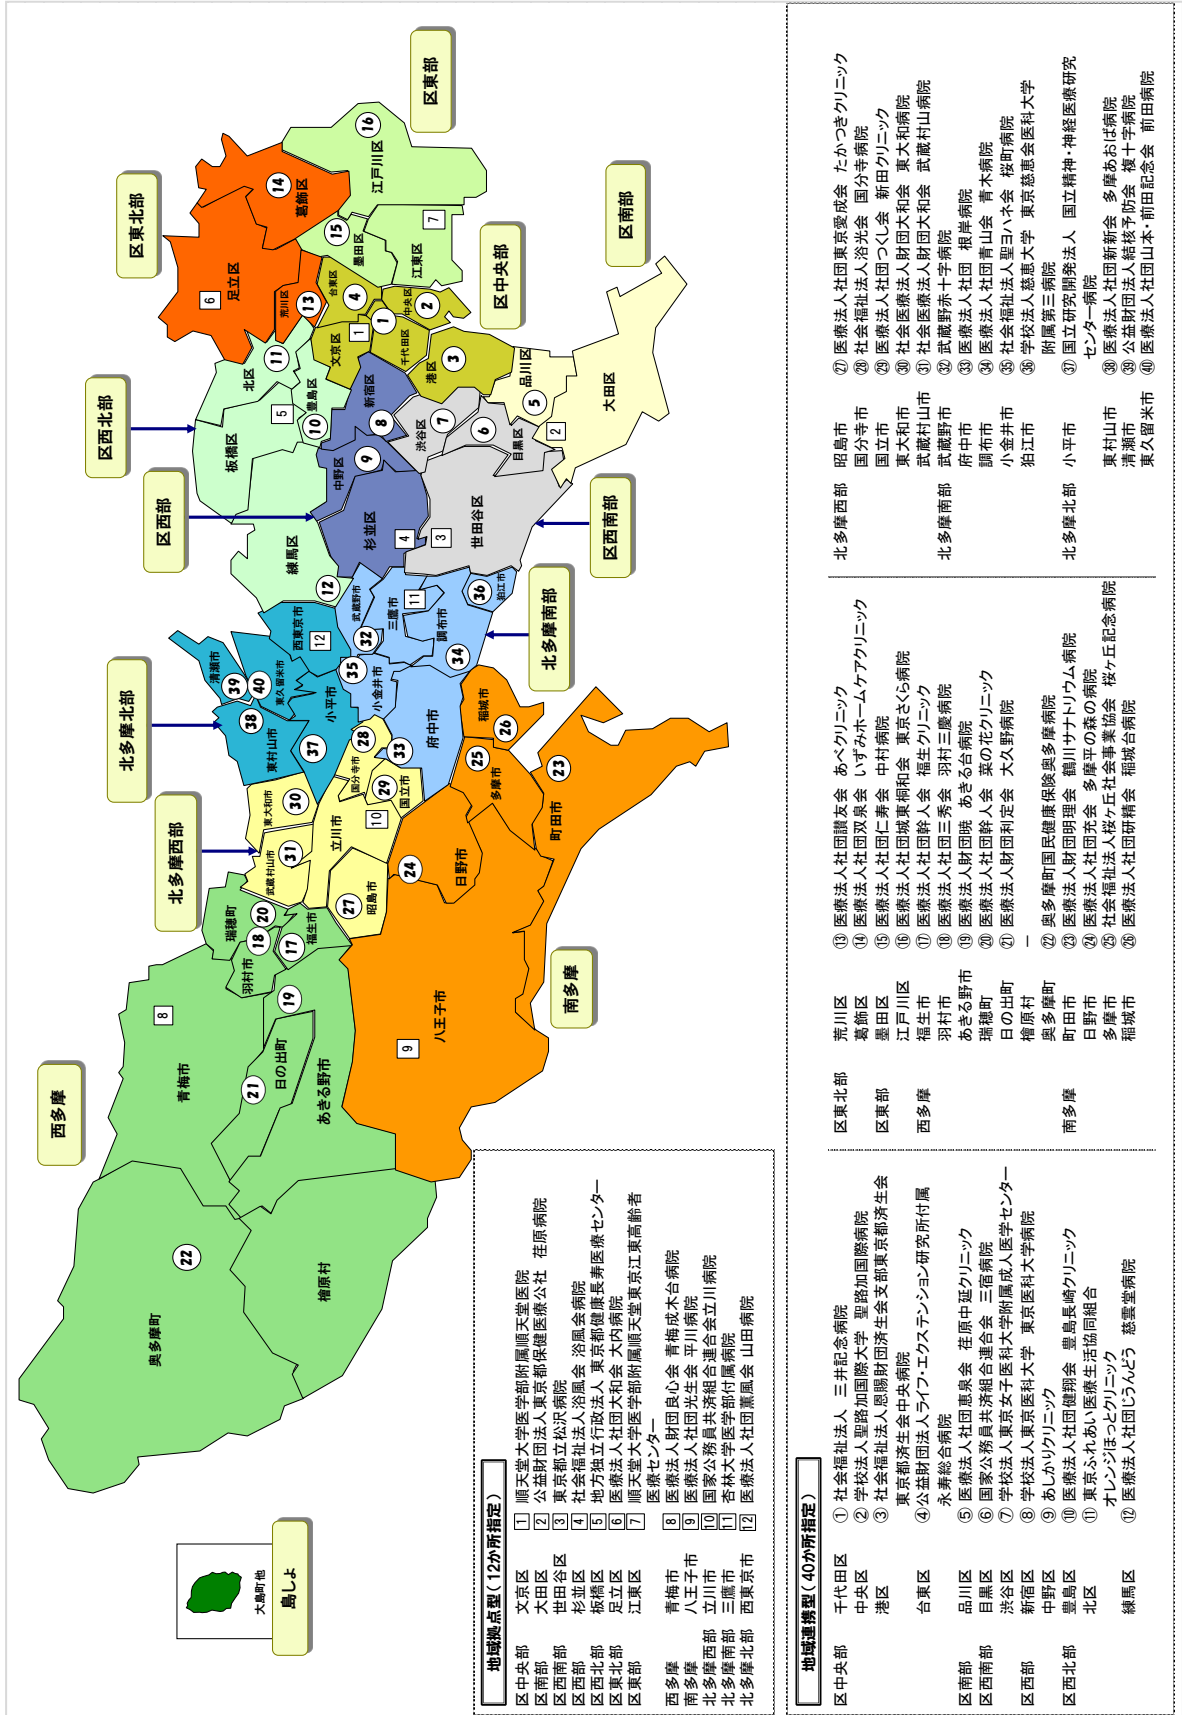 西多摩
北多摩西部
北多摩北部
区西部
区西北部
区東北部
区東部
区中央部
区南部
区西南部
北多摩南部
南多摩
島しょ
大島町他
奥多摩町
22
檜原村
青梅市
8
日の出町
21
あきる野市
19
羽村市
18
瑞穂町
20
福生市
17
武蔵村山市
31
東大和市
30
立川市
10
昭島市
27
国分寺市
28
国立市
29
東村山市
38
清瀬市
39
東久留米市
40
小平市
37
西東京市
12
小金井市
35
武蔵野市
32
三鷹市
11
調布市
34
狛江市
36
府中市
33
八王子市
9
日野市
24
多摩市
25
稲城市
26
町田市
23
練馬区
12
板橋区
5
北区
11
豊島区
10
中野区
9
杉並区
4
新宿区
8
渋谷区
7
目黒区
6
世田谷区
3
足立区
6
荒川区
13
葛飾区
14
江戸川区
16
墨田区
15
江東区
7
台東区
4
文京区
1
千代田区
1
中央区
2
港区
3
品川区
5
大田区
2
地域拠点型(12か所指定)
区中央部 文京区 1 順天堂大学医学部附属順天堂医院
区南部 大田区 2 公益財団法人東京都保健医療公社 荏原病院
区西南部 世田谷区 3 東京都立松沢病院
区西部 杉並区 4 社会福祉法人浴風会 浴風会病院
区西北部 板橋区 5 地方独立行政法人 東京都健康長寿医療センター
区東北部 足立区 6 医療法人社団大和会 大内病院
区東部 江東区 7 順天堂大学医学部附属順天堂東京江東高齢者
医療センター
西多摩 青梅市 8 医療法人財団良心会 青梅成木台病院
南多摩 八王子市 9 医療法人社団光生会 平川病院
北多摩西部 立川市 10 国家公務員共済組合連合会立川病院
北多摩南部 三鷹市 11 杏林大学医学部付属病院
北多摩北部 西東京市 12 医療法人社団薫風会 山田病院
地域連携型(40か所指定)
区中央部 千代田区 ① 社会福祉法人 三井記念病院
中央区 ② 学校法人聖路加国際大学 聖路加国際病院
港区 ③ 社会福祉法人恩賜財団済生会支部東京都済生会
東京都済生会中央病院
台東区 ④ 公益財団法人ライフ・エクステンション研究所付属
永寿総合病院
区南部 品川区 ⑤ 医療法人社団恵泉会 荏原中延クリニック
区西南部 目黒区 ⑥ 国家公務員共済組合連合会 三宿病院
渋谷区 ⑦ 学校法人東京女子医科大学附属成人医学センター
区西部 新宿区 ⑧ 学校法人東京医科大学 東京医科大学病院
中野区 ⑨ あしかりクリニック
区西北部 豊島区 ⑩ 医療法人社団健翔会 豊島長崎クリニック
北区 ⑪ 東京ふれあい医療生活協同組合
オレンジほっとクリニック
練馬区 ⑫ 医療法人社団じうんどう 慈雲堂病院
区東北部 荒川区 ⑬ 医療法人社団讃友会 あべクリニック
葛飾区 ⑭ 医療法人社団双泉会 いずみホームケアクリニック
区東部 墨田区 ⑮ 医療法人社団仁寿会 中村病院
江戸川区 ⑯ 医療法人社団城東桐和会 東京さくら病院
西多摩 福生市 ⑰ 医療法人社団幹人会 福生クリニック
羽村市 ⑱ 医療法人社団三秀会 羽村三慶病院
あきる野市 ⑲ 医療法人財団暁 あきる台病院
瑞穂町 ⑳ 医療法人社団幹人会 菜の花クリニック
日の出町 ㉑ 医療法人財団利定会 大久野病院
檜原村 －
奥多摩町 ㉒ 奥多摩町国民健康保険奥多摩病院
南多摩 町田市 ㉓ 医療法人財団明理会 鶴川サナトリウム病院
日野市 ㉔ 医療法人社団充会 多摩平の森の病院
多摩市 ㉕ 社会福祉法人桜ヶ丘社会事業協会 桜ヶ丘記念病院
稲城市 ㉖ 医療法人社団研精会 稲城台病院
北多摩西部 昭島市 ㉗ 医療法人社団東京愛成会 たかつきクリニック
国分寺市 ㉘ 社会福祉法人浴光会 国分寺病院
国立市 ㉙ 医療法人社団つくし会 新田クリニック
東大和市 ㉚ 社会医療法人財団大和会 東大和病院
武蔵村山市 ㉛ 社会医療法人財団大和会 武蔵村山病院
北多摩南部 武蔵野市 ㉜ 武蔵野赤十字病院
府中市 ㉝ 医療法人社団 根岸病院
調布市 ㉞ 医療法人社団青山会 青木病院
小金井市 ㉟ 社会福祉法人聖ヨハネ会 桜町病院
狛江市 ㊱ 学校法人慈恵大学 東京慈恵会医科大学
附属第三病院
北多摩北部 小平市 ㊲ 国立研究開発法人 国立精神・神経医療研究
センター病院
東村山市 ㊳ 医療法人社団新新会 多摩あおば病院
清瀬市 ㊴ 公益財団法人結核予防会 複十字病院
東久留米市 ㊵ 医療法人社団山本・前田記念会 前田病院